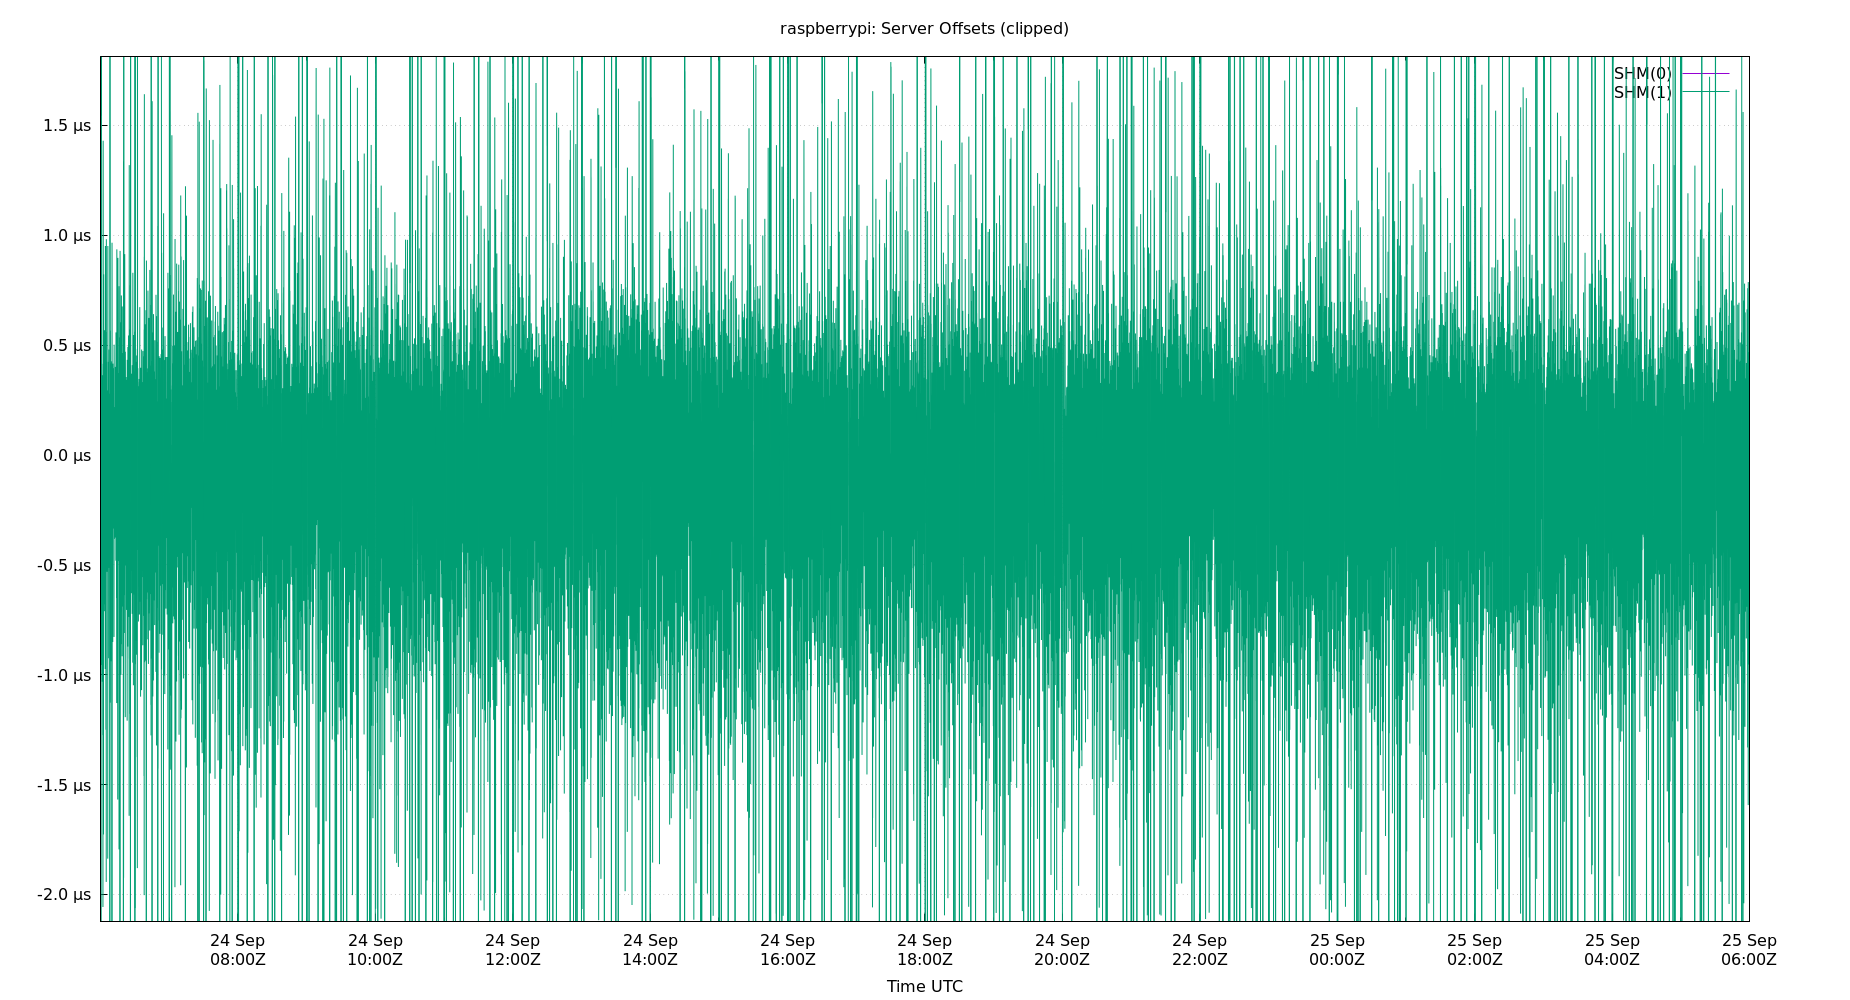 raspberrypi: Server Offsets (clipped)
SHM(0)
SHM(1)
1.5 µs
1.0 µs
0.5 µs
0.0 µs
-0.5 µs
-1.0 µs
-1.5 µs
-2.0 µs
24 Sep 24 Sep 24 Sep 24 Sep 24 Sep 24 Sep 24 Sep 24 Sep 25 Sep 25 Sep 25 Sep 25 Sep
08:00Z 10:00Z 12:00Z 14:00Z 16:00Z 18:00Z 20:00Z 22:00Z 00:00Z 02:00Z 04:00Z 06:00Z
Time UTC